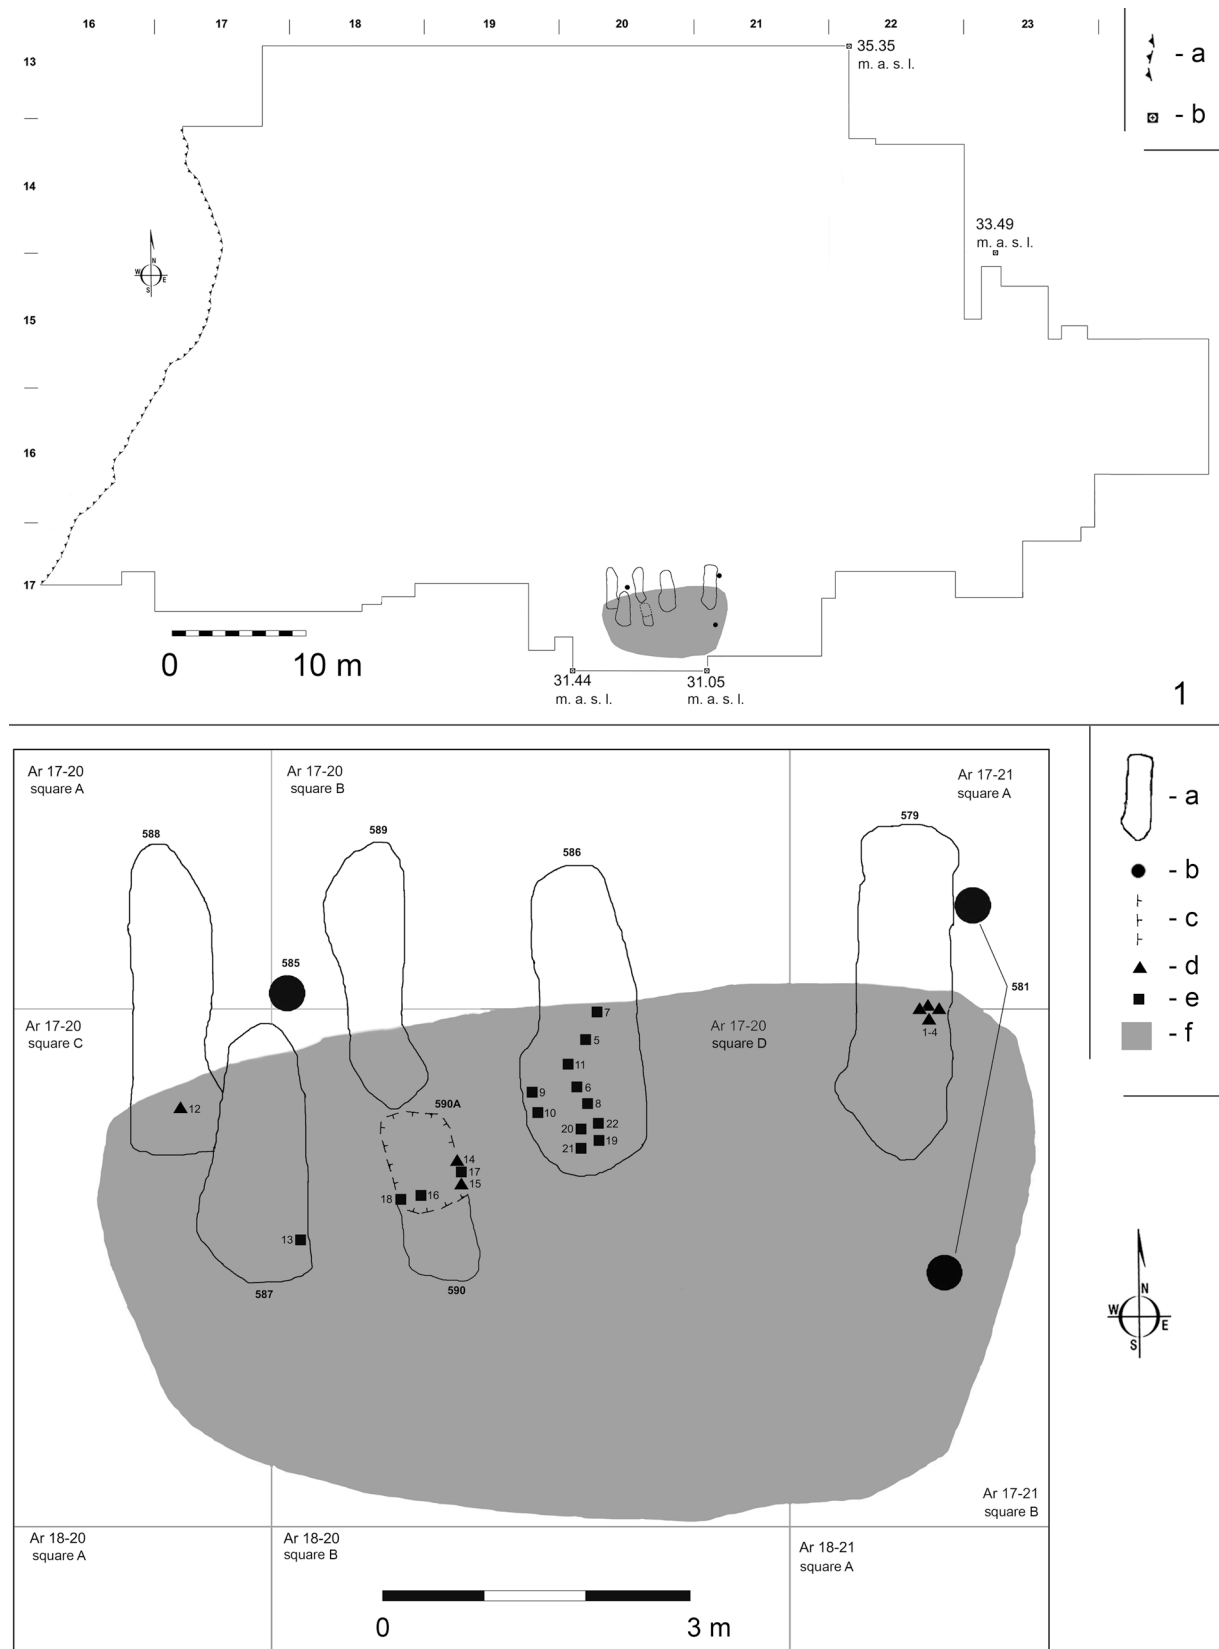 16 17 18 19 20 21 22 23
13
14
15
16
17
35.35
m. a. s. l.
33.49
m. a. s. l.
31.44
m. a. s. l.
31.05
m. a. s. l.
N
W E
S
0 10 m
- a
- b
1
Ar 17-20
square A
Ar 17-20
square B
Ar 17-21
square A
588
589
586
579
585
581
Ar 17-20
square C
Ar 17-20
square D
7
5
1-4
11
6
9
8
12
10
590A
22
20
19
21
14
17
15
16
18
13
587
590
Ar 17-21
square B
Ar 18-20
square A
Ar 18-20
square B
Ar 18-21
square A
0 3 m
- a
- b
- c
- d
- e
- f
N
W E
S